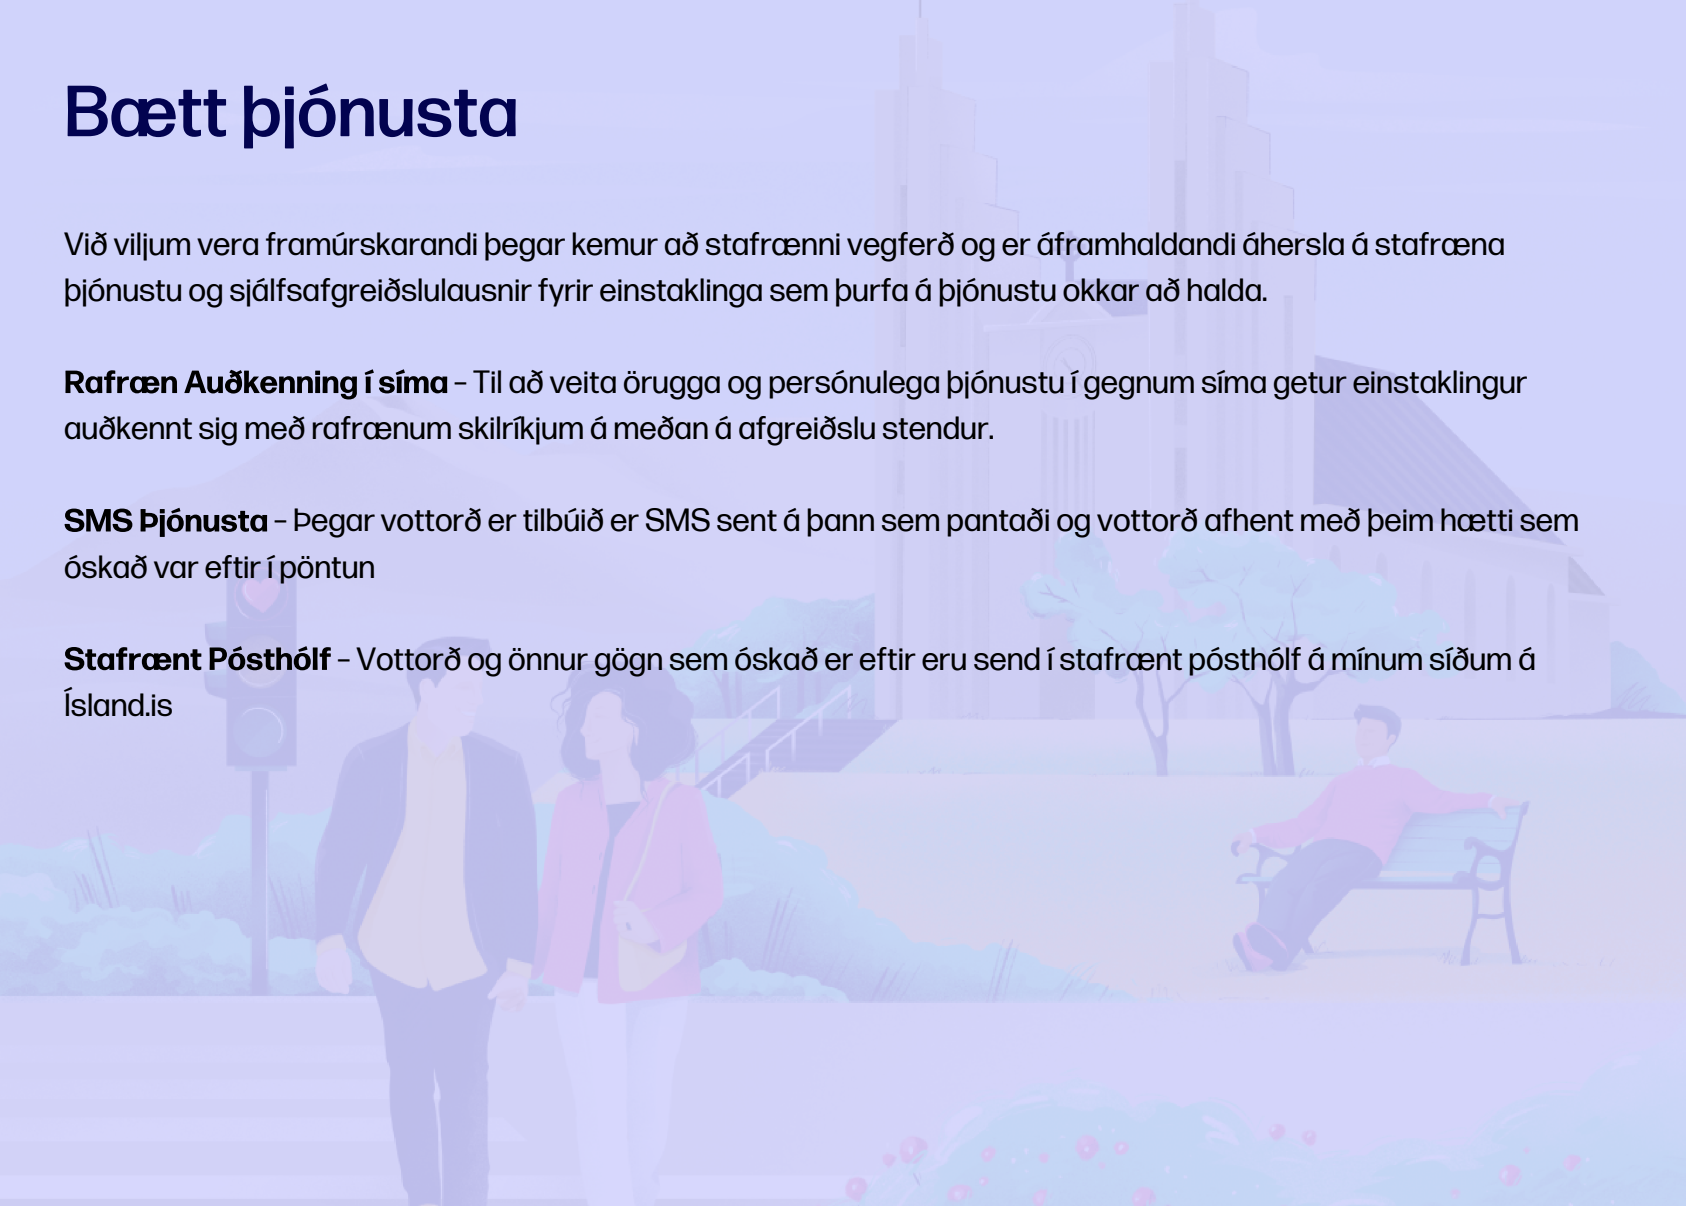 Bætt þjónusta
Við viljum vera framúrskarandi þegar kemur að stafrænni vegferð og er áframhaldandi áhersla á stafræna
þjónustu og sjálfsafgreiðslulausnir fyrir einstaklinga sem þurfa á þjónustu okkar að halda.
Rafræn Auðkenning í síma – Til að veita örugga og persónulega þjónustu í gegnum síma getur einstaklingur
auðkennt sig með rafrænum skilríkjum á meðan á afgreiðslu stendur.
SMS Þjónusta – Þegar vottorð er tilbúið er SMS sent á þann sem pantaði og vottorð afhent með þeim hætti sem
óskað var eftir í pöntun
Stafrænt Pósthólf – Vottorð og önnur gögn sem óskað er eftir eru send í stafrænt pósthólf á mínum síðum á
Ísland.is